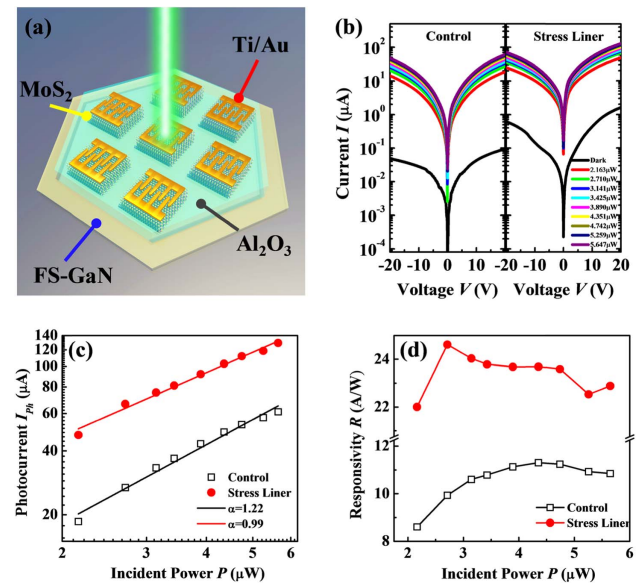 (a)
Ti/Au
MoS2
Al2O3
FS-GaN
(b)
Control
Stress Liner
Current I (μA)
10^2
10^1
10^0
10^-1
10^-2
10^-3
10^-4
Dark
2.163μW
2.710μW
3.141μW
3.425μW
3.890μW
4.351μW
4.742μW
5.259μW
5.647μW
-20 -10 0 10 -20 -10 0 10 20
Voltage V (V) Voltage V (V)
(c)
Photocurrent IPh (μA)
140
120
100
80
60
40
20
Control
Stress Liner
α=1.22
α=0.99
2 3 4 5 6
Incident Power P (μW)
(d)
Responsivity R (A/W)
24
22
11
10
8
Control
Stress Liner
2 3 4 5 6
Incident Power P (μW)